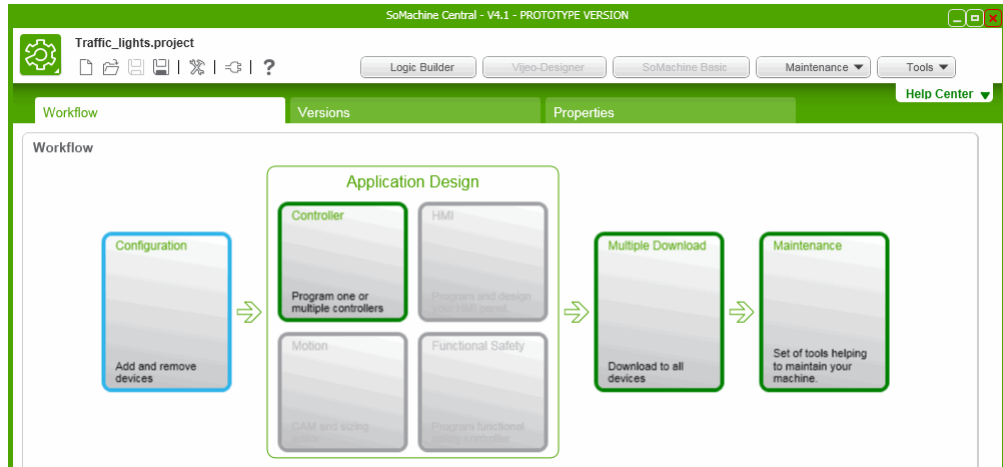 SoMachine Central - V4.1 - PROTOTYPE VERSION
Traffic_lights.project
?
Logic Builder
Vijeo-Designer
SoMachine Basic
Maintenance
Tools
Help Center
Workflow
Versions
Properties
Workflow
Application Design
Configuration
Add and remove
devices
Controller
Program one or
multiple controllers
HMI
Program and design
your HMI panel.
Motion
CAM and sizing
Functional Safety
Program functional
safety controller
Multiple Download
Download to all
devices
Maintenance
Set of tools helping
to maintain your
machine.